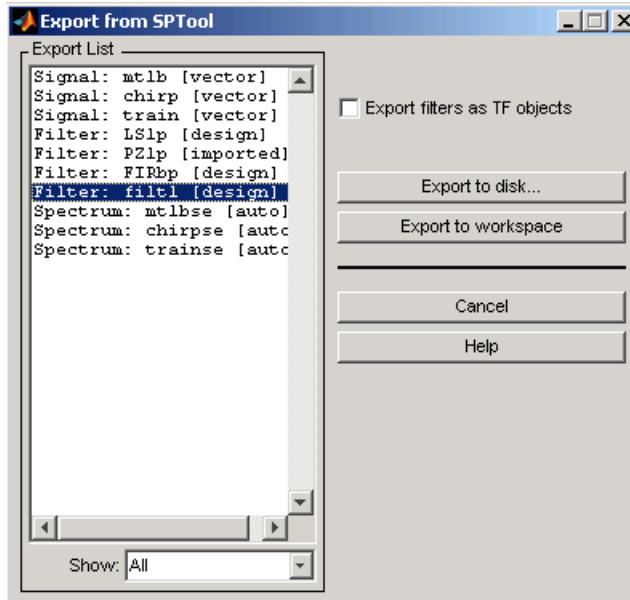 Export from SPTool
Export List
Signal: mtlb [vector]
Signal: chirp [vector]
Signal: train [vector]
Filter: LSlp [design]
Filter: PZlp [imported]
Filter: FIRbp [design]
Filter: filt1 [design]
Spectrum: mtlbse [auto]
Spectrum: chirpse [auto
Spectrum: trainse [auto
Show: All
Export filters as TF objects
Export to disk...
Export to workspace
Cancel
Help